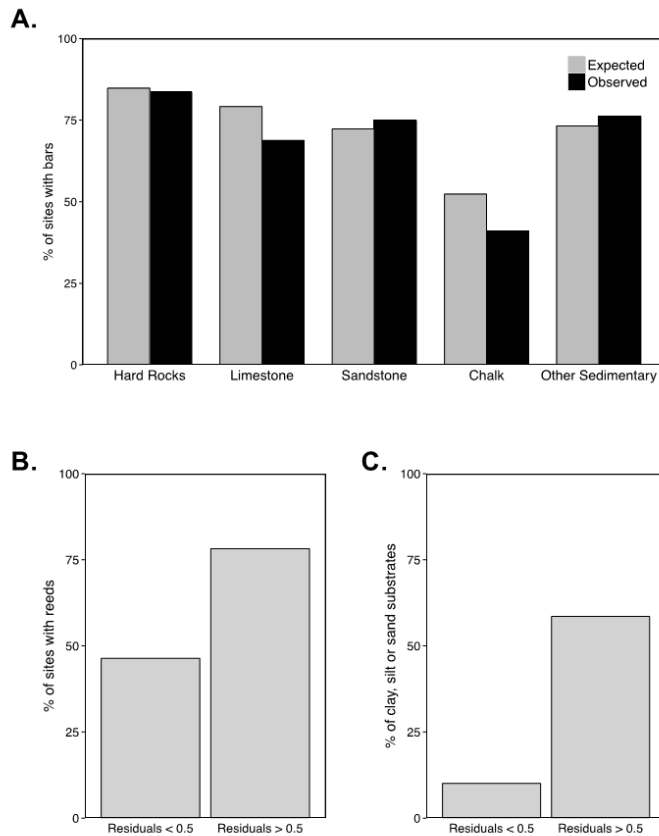 A.
% of sites with bars
100
75
50
25
0
Expected
Observed
Hard Rocks
Limestone
Sandstone
Chalk
Other Sedimentary
B.
% of sites with reeds
100
75
50
25
0
Residuals < 0.5
Residuals > 0.5
C.
% of clay, silt or sand substrates
100
75
50
25
0
Residuals < 0.5
Residuals > 0.5